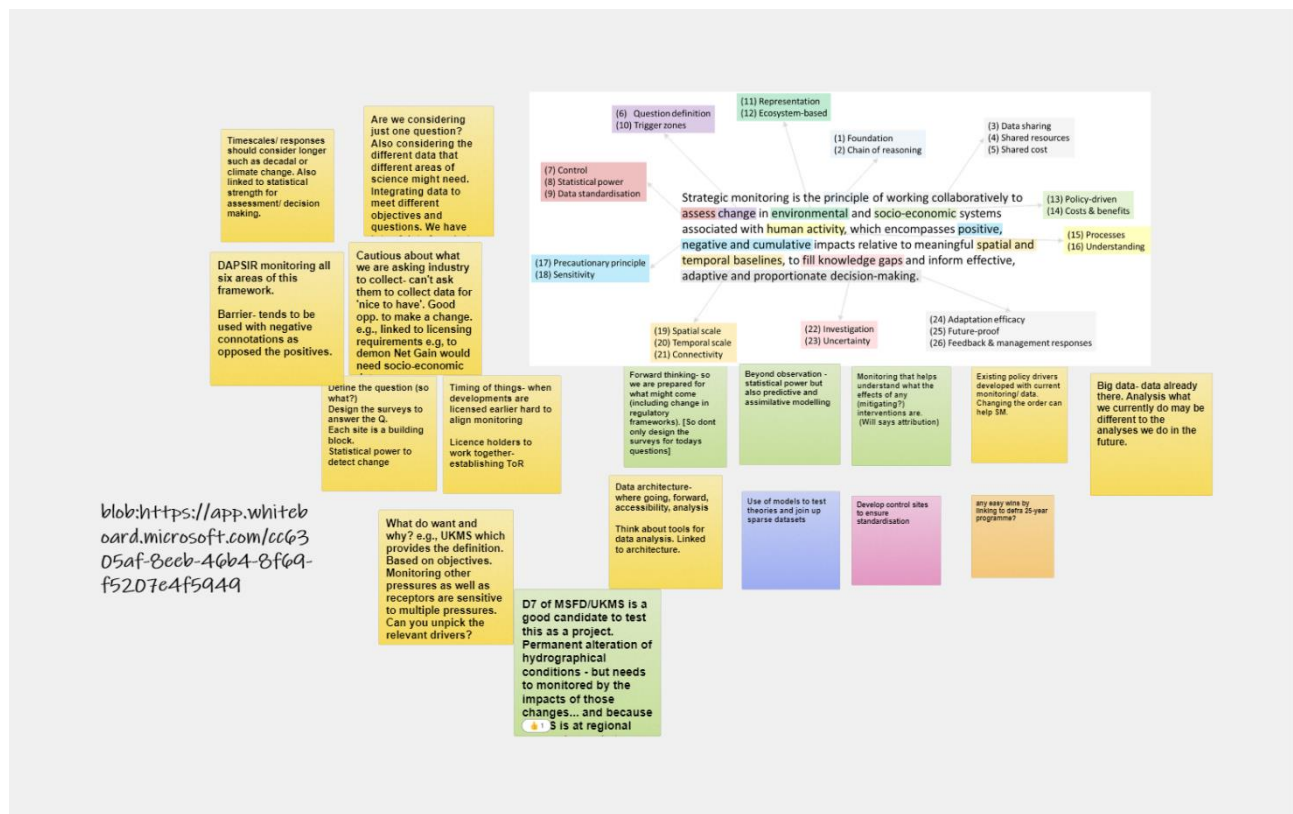 Timescales/ responses
should consider longer
such as decadal or
climate change. Also
linked to statistical
strength for
assessment/ decision
making.
Are we considering
just one question?
Also considering the
different data that
different areas of
science might need.
Integrating data to
meet different
objectives and
questions. We have
(6) Question definition
(10) Trigger zones
(11) Representation
(12) Ecosystem-based
(1) Foundation
(2) Chain of reasoning
(3) Data sharing
(4) Shared resources
(5) Shared cost
(7) Control
(8) Statistical power
(9) Data standardisation
Strategic monitoring is the principle of working collaboratively to
assess change in environmental and socio-economic systems
associated with human activity, which encompasses positive,
negative and cumulative impacts relative to meaningful spatial and
temporal baselines, to fill knowledge gaps and inform effective,
adaptive and proportionate decision-making.
(13) Policy-driven
(14) Costs & benefits
(15) Processes
(16) Understanding
(17) Precautionary principle
(18) Sensitivity
(19) Spatial scale
(20) Temporal scale
(21) Connectivity
(22) Investigation
(23) Uncertainty
(24) Adaptation efficacy
(25) Future-proof
(26) Feedback & management responses
DAPSIR monitoring all
six areas of this
framework.
Barrier- tends to be
used with negative
connotations as
opposed the positives.
Cautious about what
we are asking industry
to collect- can't ask
them to collect data for
'nice to have'. Good
opp. to make a change.
e.g., linked to licensing
requirements e.g, to
demon Net Gain would
need socio-economic
Define the question (so
what?)
Design the surveys to
answer the Q.
Each site is a building
block.
Statistical power to
detect change
Timing of things- when
developments are
licensed earlier hard to
align monitoring
Licence holders to
work together-
establishing ToR
Forward thinking- so
we are prepared for
what might come
(including change in
regulatory
frameworks). [So dont
only design the
surveys for todays
questions]
Beyond observation -
statistical power but
also predictive and
assimilative modelling
Monitoring that helps
understand what the
effects of any
(mitigating?)
interventions are.
(Will says attribution)
Existing policy drivers
developed with current
monitoring/ data.
Changing the order can
help SM.
Big data- data already
there. Analysis what
we currently do may be
different to the
analyses we do in the
future.
blob:https://app.whiteb
oard.microsoft.com/cc63
05af-8eeb-46b4-8f69-
f5207e4f5949
What do want and
why? e.g., UKMS which
provides the definition.
Based on objectives.
Monitoring other
pressures as well as
receptors are sensitive
to multiple pressures.
Can you unpick the
relevant drivers?
Data architecture-
where going, forward,
accessibility, analysis
Think about tools for
data analysis. Linked
to architecture.
Use of models to test
theories and join up
sparse datasets
Develop control sites
to ensure
standardisation
any easy wins by
linking to defra 25-year
programme?
D7 of MSFD/UKMS is a
good candidate to test
this as a project.
Permanent alteration of
hydrographical
conditions - but needs
to monitored by the
impacts of those
changes... and because
1 S is at regional